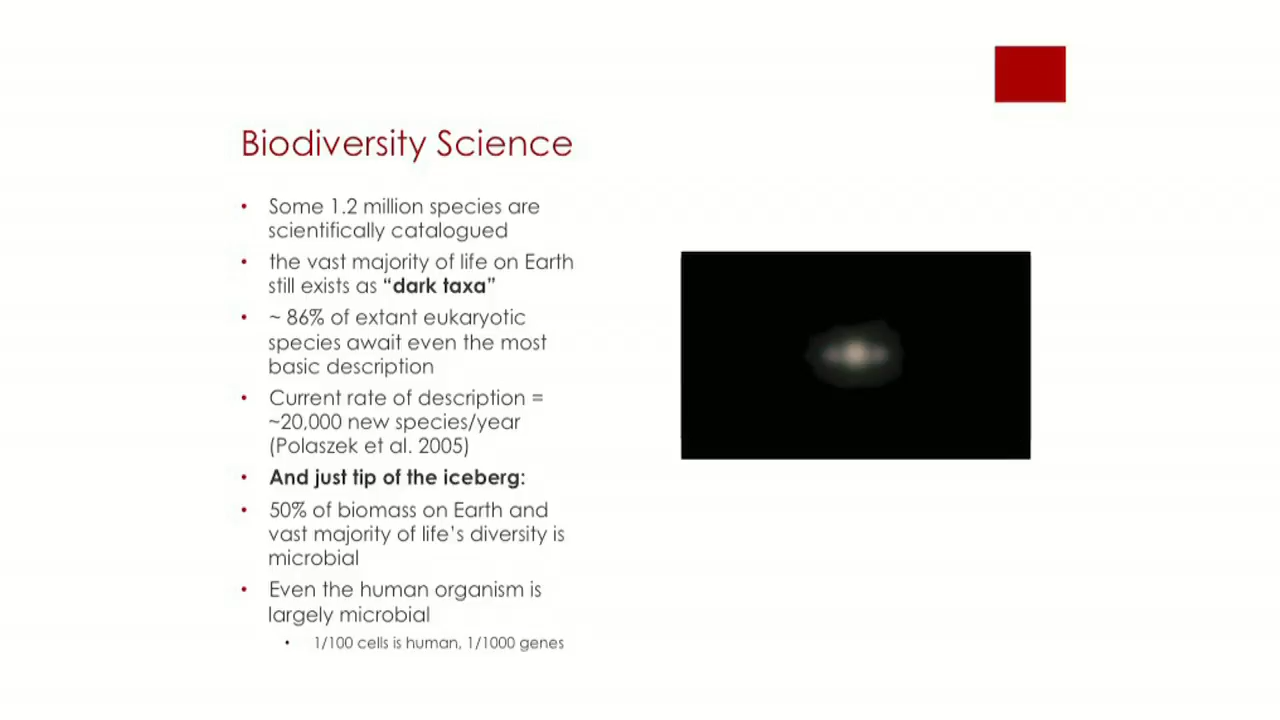 Biodiversity Science
• Some 1.2 million species are
scientifically catalogued
• the vast majority of life on Earth
still exists as “dark taxa”
• ~ 86% of extant eukaryotic
species await even the most
basic description
• Current rate of description =
~20,000 new species/year
(Polaszek et al. 2005)
• And just tip of the iceberg:
• 50% of biomass on Earth and
vast majority of life’s diversity is
microbial
• Even the human organism is
largely microbial
• 1/100 cells is human, 1/1000 genes